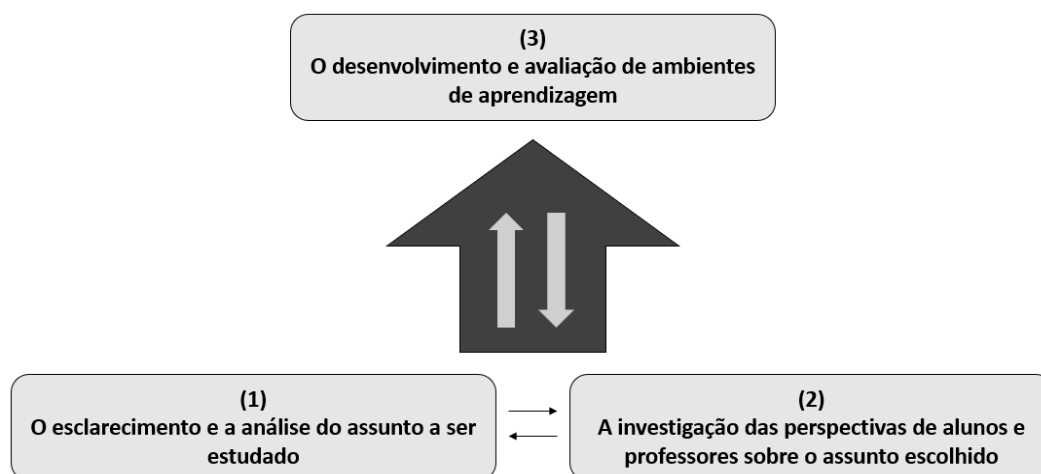 (3)
O desenvolvimento e avaliação de ambientes
de aprendizagem
(1)
O esclarecimento e a análise do assunto a ser
estudado
(2)
A investigação das perspectivas de alunos e
professores sobre o assunto escolhido